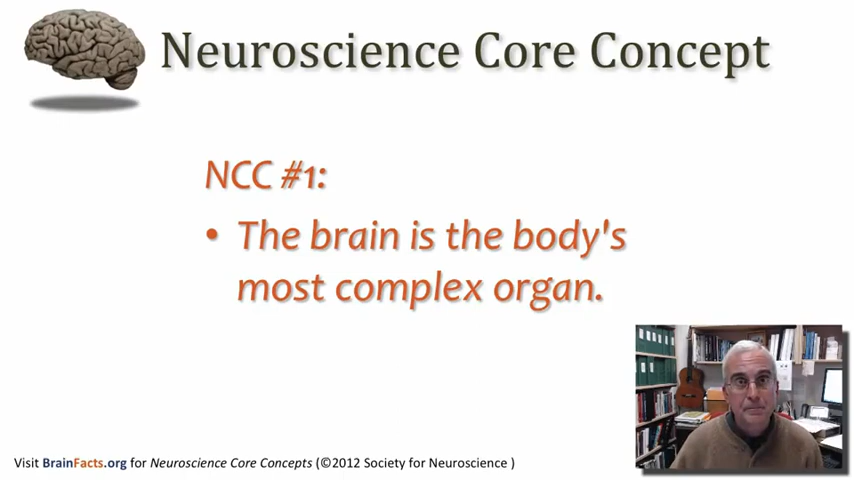 Neuroscience Core Concept
NCC #1:
• The brain is the body's
most complex organ.
Visit BrainFacts.org for Neuroscience Core Concepts (©2012 Society for Neuroscience )